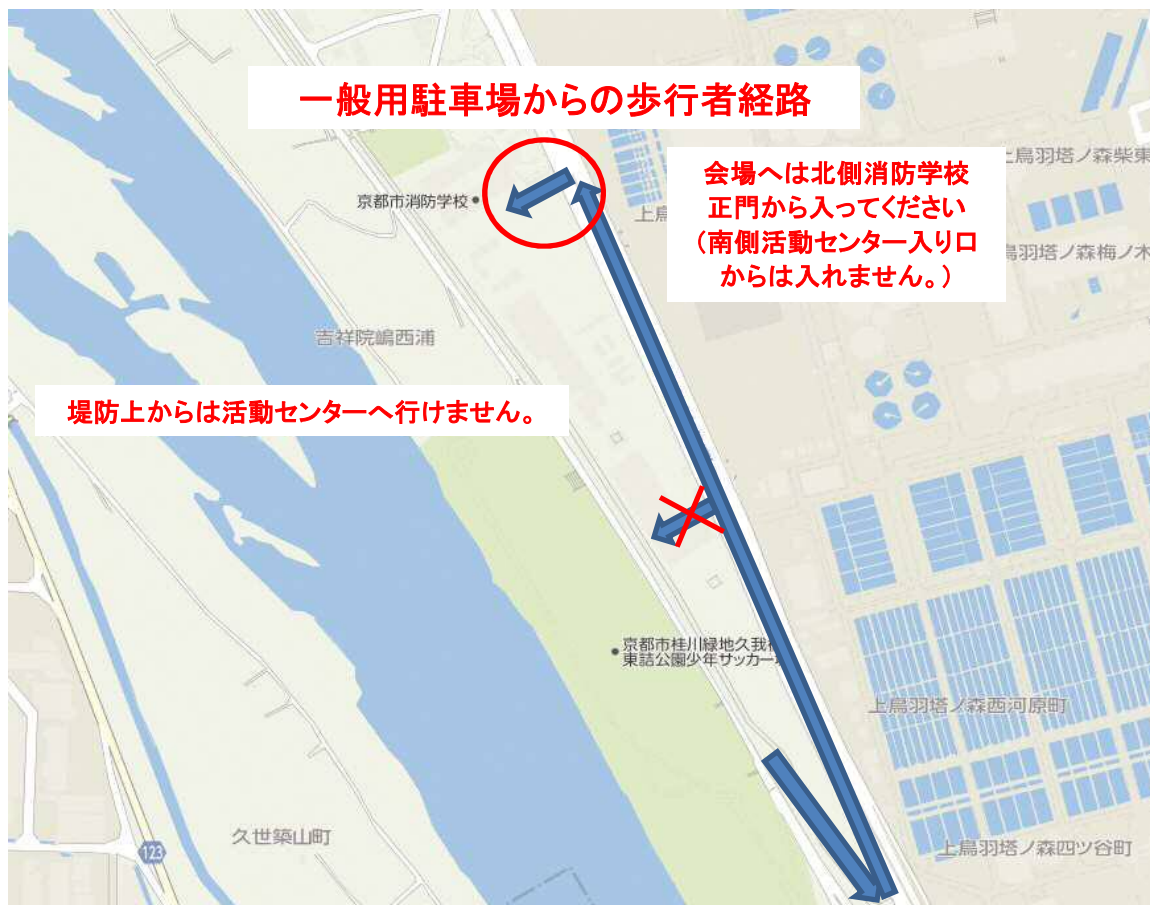 一般用駐車場からの歩行者経路
会場へは北側消防学校
正門から入ってください
（南側活動センター入り口
からは入れません。）
上鳥羽塔ノ森柴東
京都市消防学校
鳥羽塔ノ森梅ノ木
吉祥院嶋西浦
堤防上からは活動センターへ行けません。
京都市桂川緑地久我
東詰公園少年サッカー
上鳥羽塔ノ森西河原町
久世築山町
123
上鳥羽塔ノ森四ツ谷町